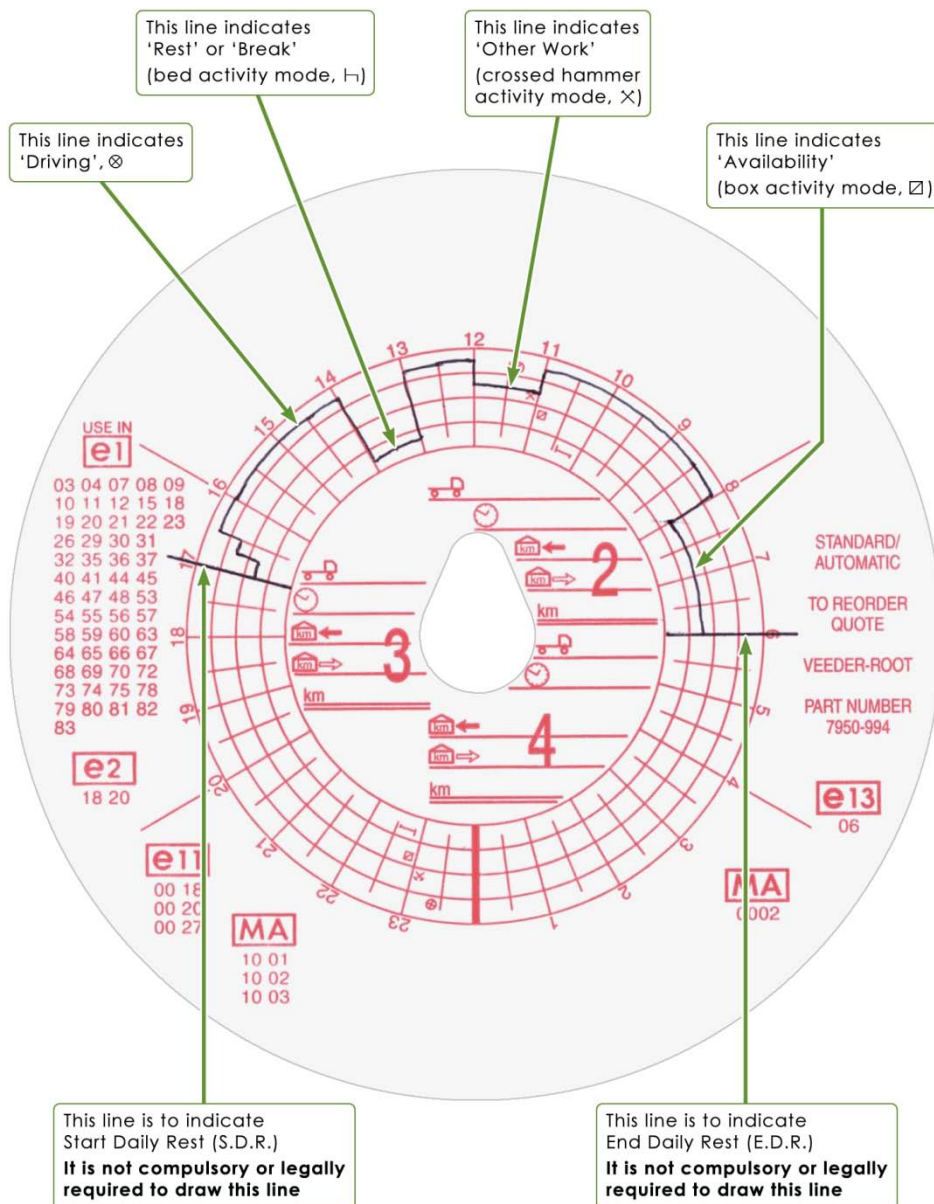 This line indicates
'Rest' or 'Break'
(bed activity mode, )
This line indicates
'Other Work'
(crossed hammer
activity mode, )
This line indicates
'Driving',
This line indicates
'Availability'
(box activity mode, )
12
13
11
14
10
15
9
16
8
17
7
18
6
19
5
20
4
21
3
22
2
23
1
USE IN
e1
03 04 07 08 09
10 11 12 15 18
19 20 21 22 23
26 29 30 31
32 35 36 37
40 41 44 45
46 47 48 53
54 55 56 57
58 59 60 63
64 65 66 67
68 69 70 72
73 74 75 78
79 80 81 82
83
e2
18 20
e11
00 18
00 20
00 27
MA
10 01
10 02
10 03
km
km
km
2
km
km
km
3
km
km
km
4
STANDARD/
AUTOMATIC
TO REORDER
QUOTE
VEEDER-ROOT
PART NUMBER
7950-994
e13
06
MA
0002
This line is to indicate
Start Daily Rest (S.D.R.)
It is not compulsory or legally
required to draw this line
This line is to indicate
End Daily Rest (E.D.R.)
It is not compulsory or legally
required to draw this line